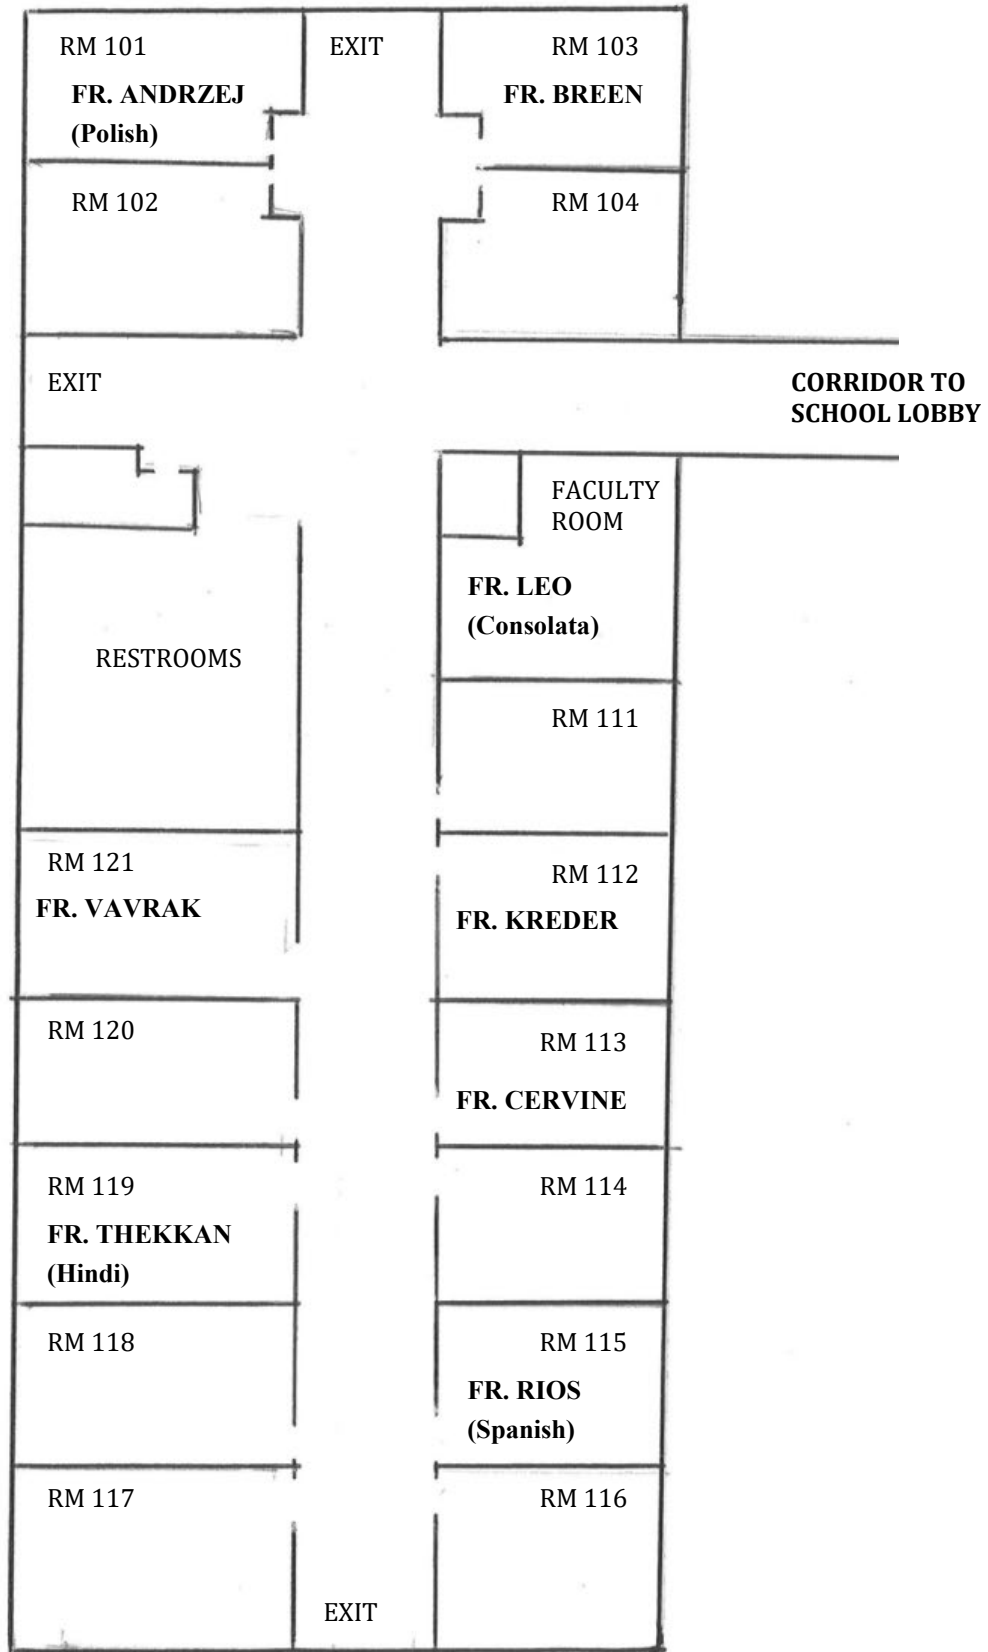 RM 101
EXIT
RM 103
FR. ANDRZEJ
(Polish)
FR. BREEN
RM 102
RM 104
EXIT
CORRIDOR TO
SCHOOL LOBBY
FACULTY
ROOM
FR. LEO
(Consolata)
RESTROOMS
RM 111
RM 121
FR. VAVRAK
RM 112
FR. KREDER
RM 120
RM 113
FR. CERVINE
RM 119
FR. THEKKAN
(Hindi)
RM 114
RM 118
RM 115
FR. RIOS
(Spanish)
RM 117
RM 116
EXIT